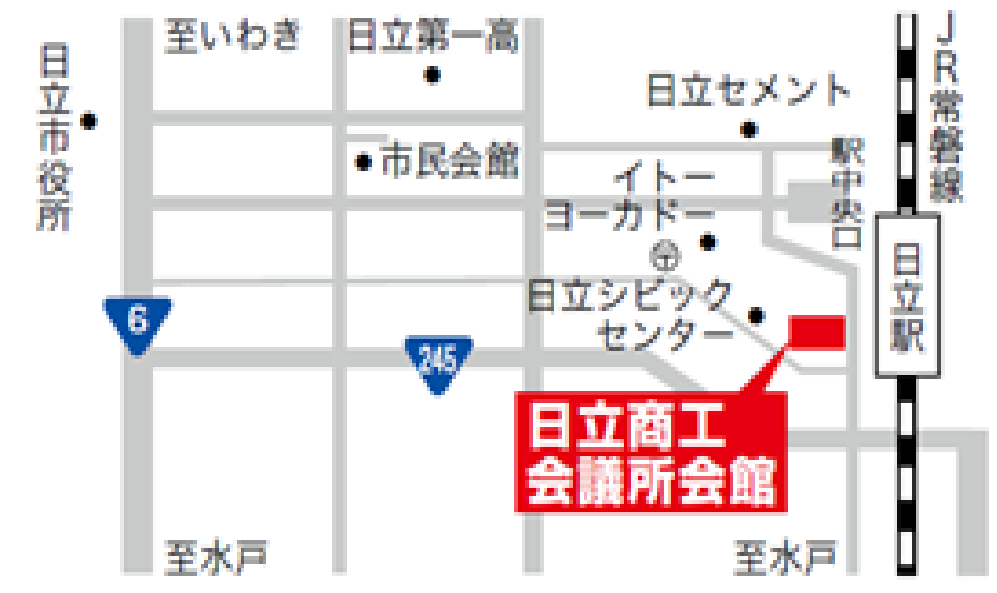 至いわき
日立第一高
JR常磐線
日立市役所
日立セメント
市民会館
駅中央口
イトー
ヨーカドー
日立シビック
センター
日立駅
6
245
日立商工
会議所会館
至水戸
至水戸